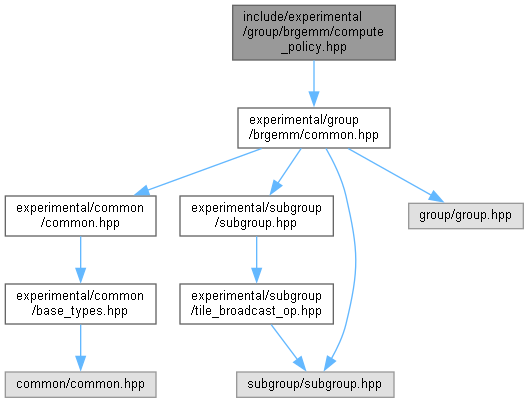 include/experimental
/group/brgemm/compute
_policy.hpp
experimental/group
/brgemm/common.hpp
experimental/common
/common.hpp
experimental/subgroup
/subgroup.hpp
group/group.hpp
experimental/common
/base_types.hpp
experimental/subgroup
/tile_broadcast_op.hpp
common/common.hpp
subgroup/subgroup.hpp